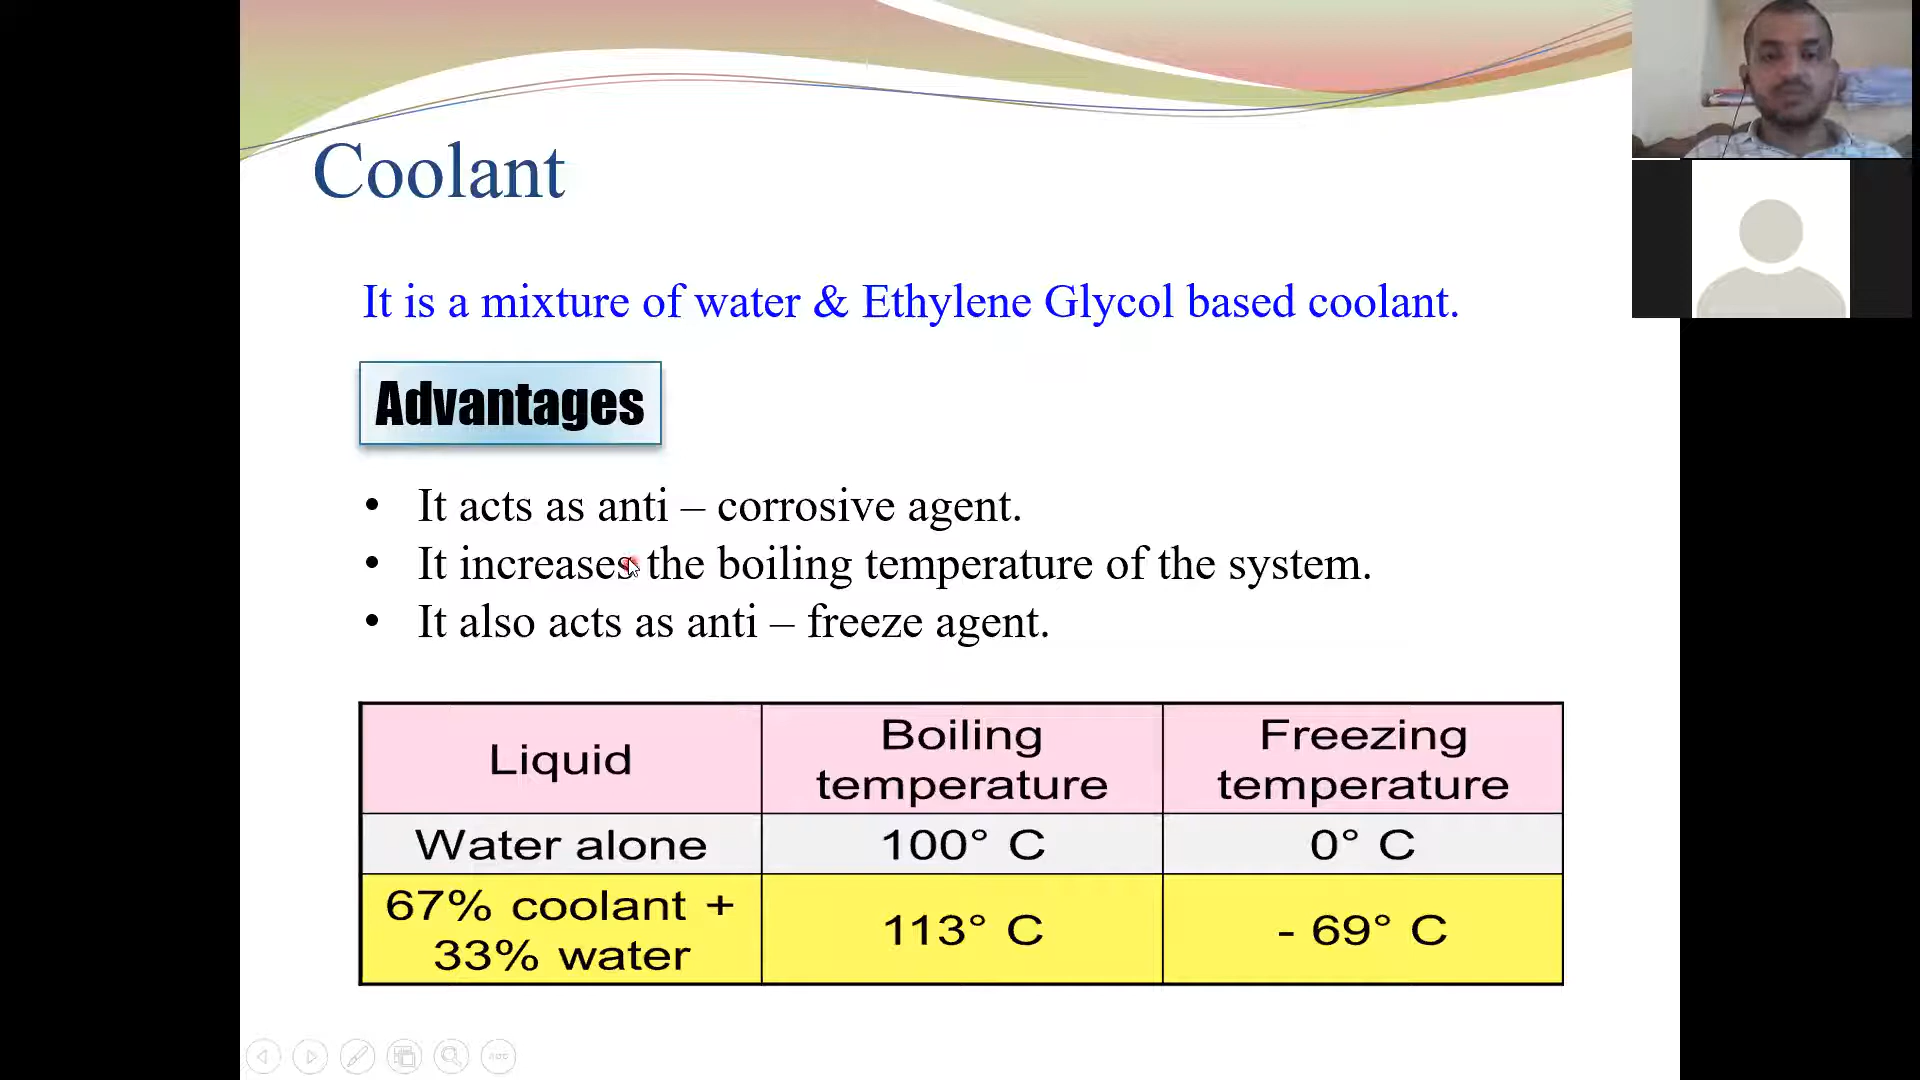 Coolant
It is a mixture of water & Ethylene Glycol based coolant.
Advantages
• It acts as anti – corrosive agent.
• It increases the boiling temperature of the system.
• It also acts as anti – freeze agent.
Liquid
Boiling
temperature
Freezing
temperature
Water alone
100° C
0° C
67% coolant +
33% water
113° C
- 69° C